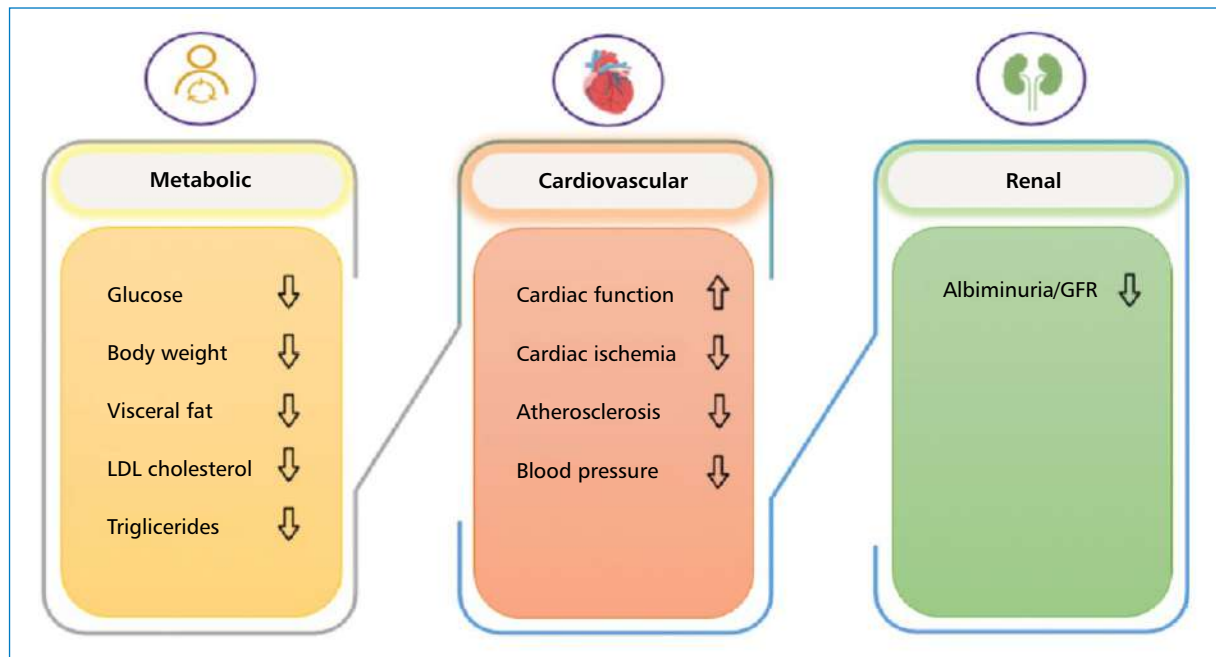 Metabolic
Glucose
Body weight
Visceral fat
LDL cholesterol
Triglicerides
Cardiovascular
Cardiac function
Cardiac ischemia
Atherosclerosis
Blood pressure
Renal
Albiminuria/GFR